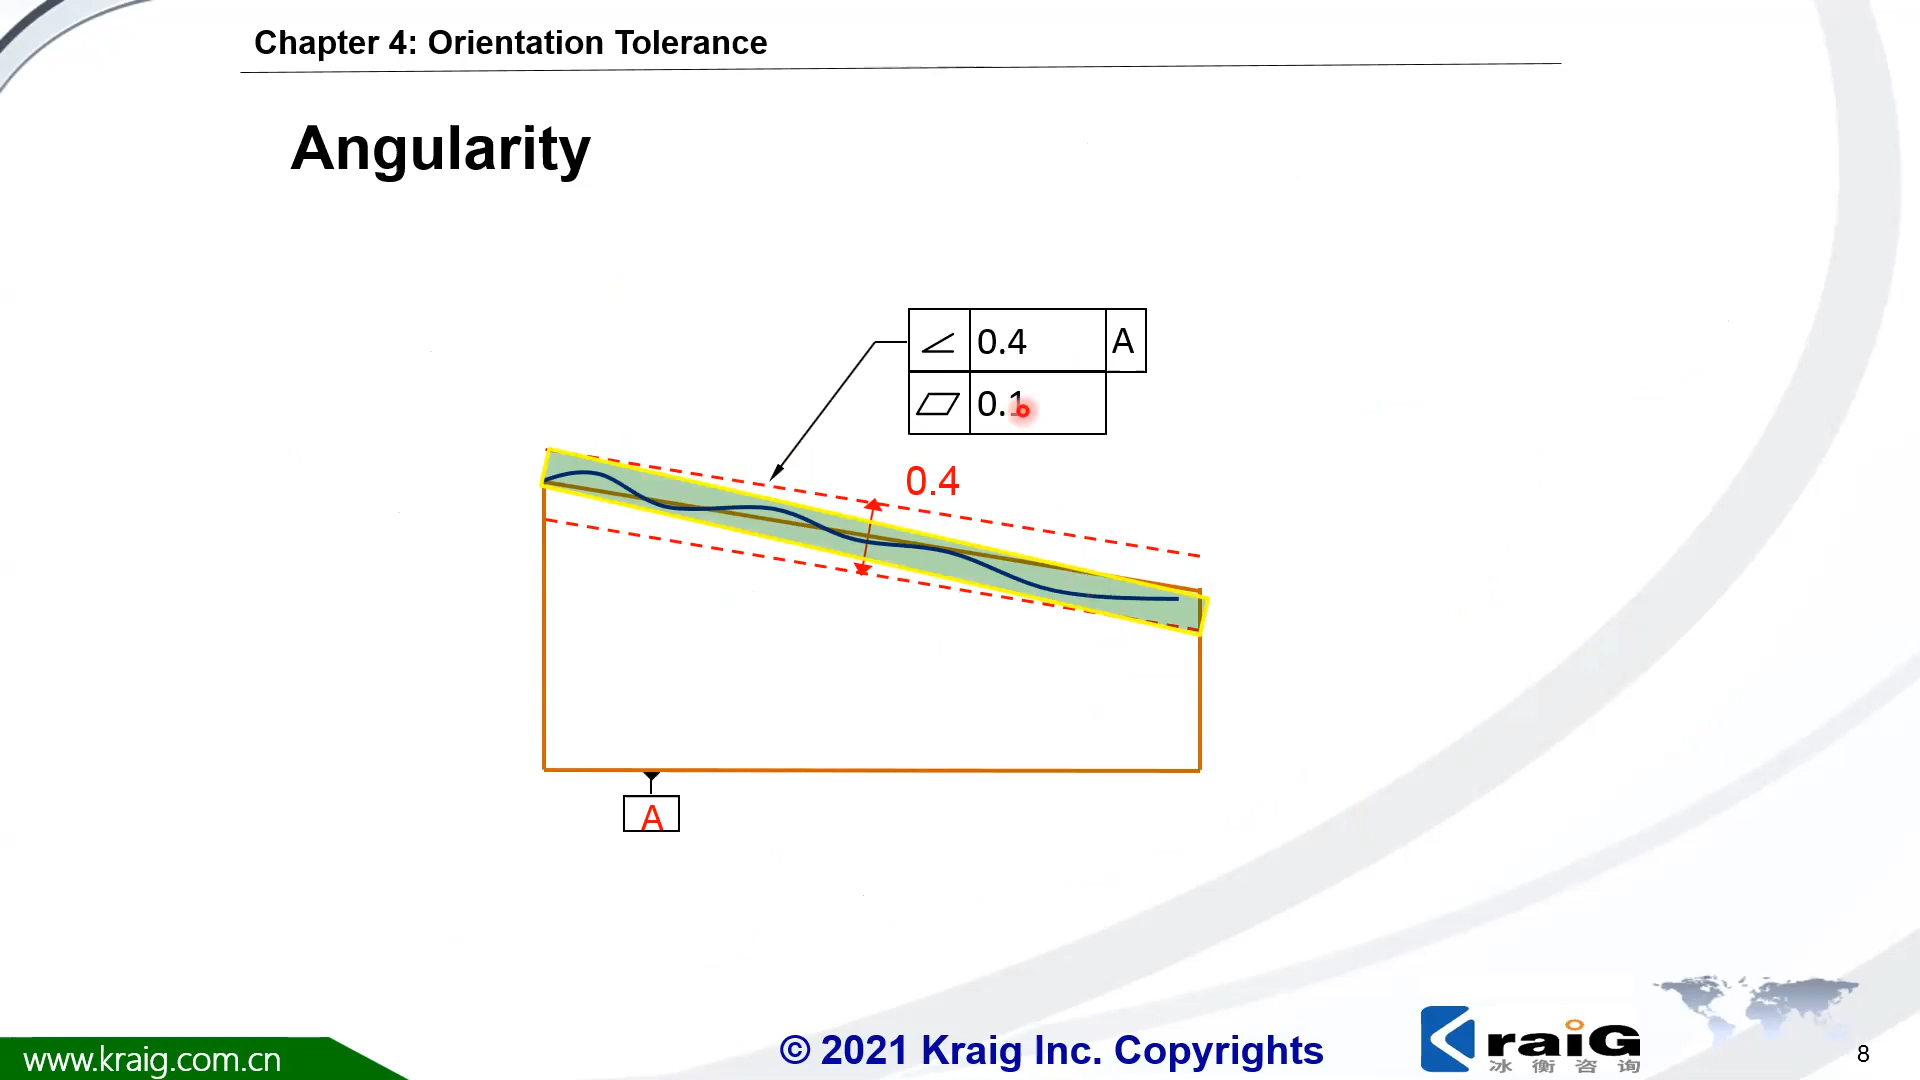 Chapter 4: Orientation Tolerance
Angularity
∠ 0.4 A
⏥ 0.1
0.4
A
www.kraig.com.cn
© 2021 Kraig Inc. Copyrights
KraiG
冰衡咨询
8